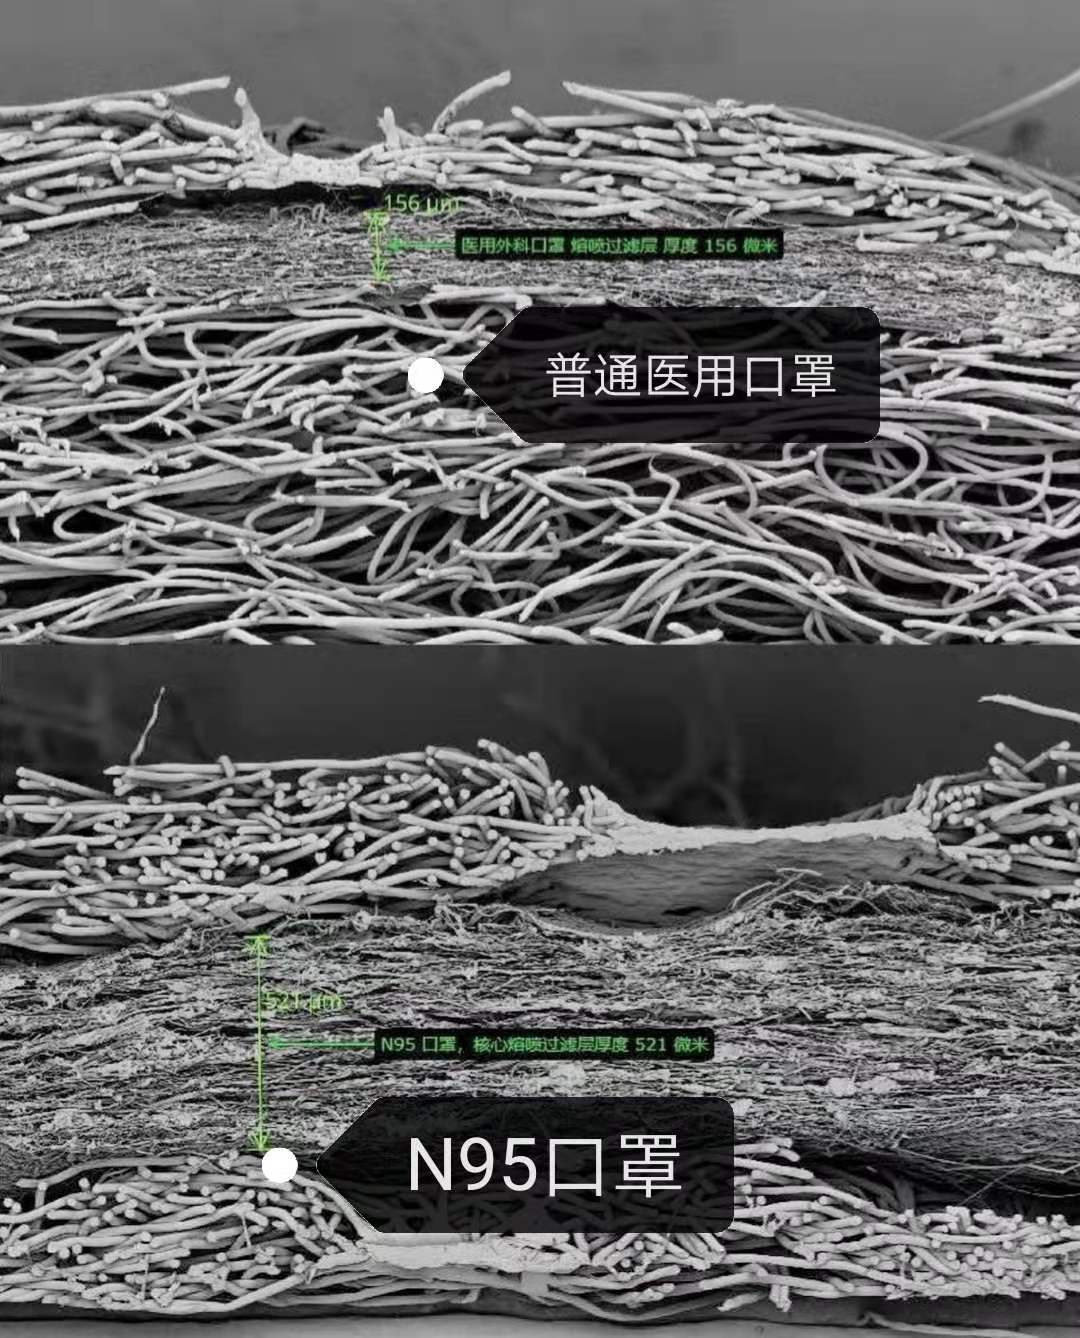 156 μm
医用外科口罩 熔喷过滤层 厚度 156 微米
普通医用口罩
521 μm
N95 口罩，核心熔喷过滤层厚度 521 微米
N95口罩